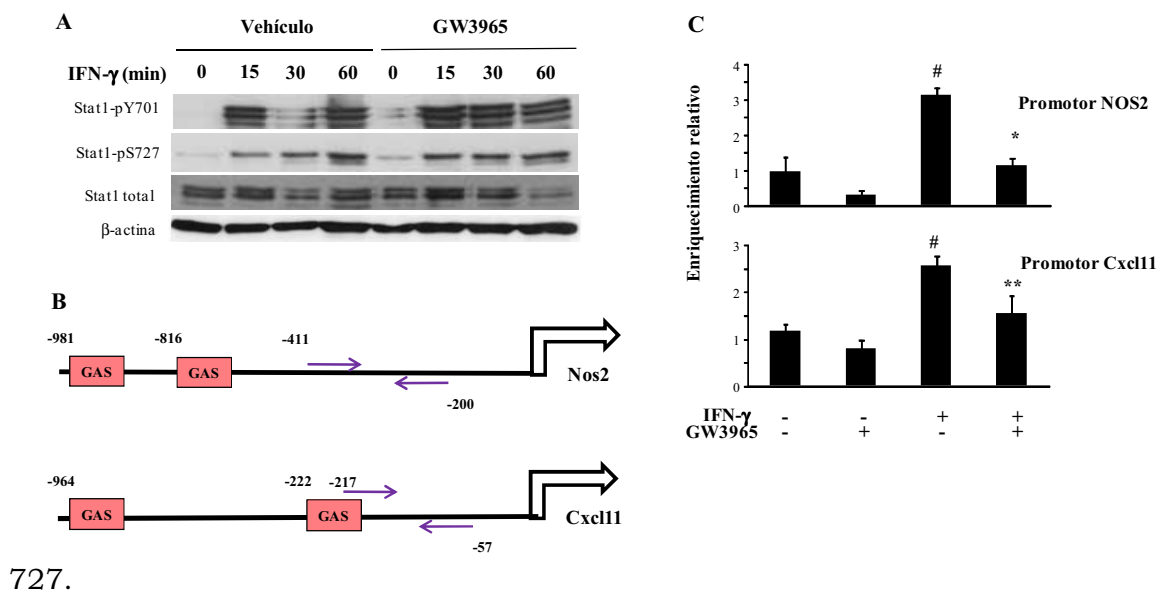 A
Vehículo GW3965
IFN-γ (min) 0 15 30 60 0 15 30 60
Stat1-pY701
Stat1-pS727
Stat1 total
β-actina
B
-981 -816 -411
GAS GAS
Nos2
-200
-964 -222 -217
GAS GAS
Cxcl11
-57
C
Enriquecimiento relativo
4
3
2
1
0
#
*
Promotor NOS2
3
2
1
0
#
**
Promotor Cxcl11
IFN-γ - - + +
GW3965 - + - +
727.